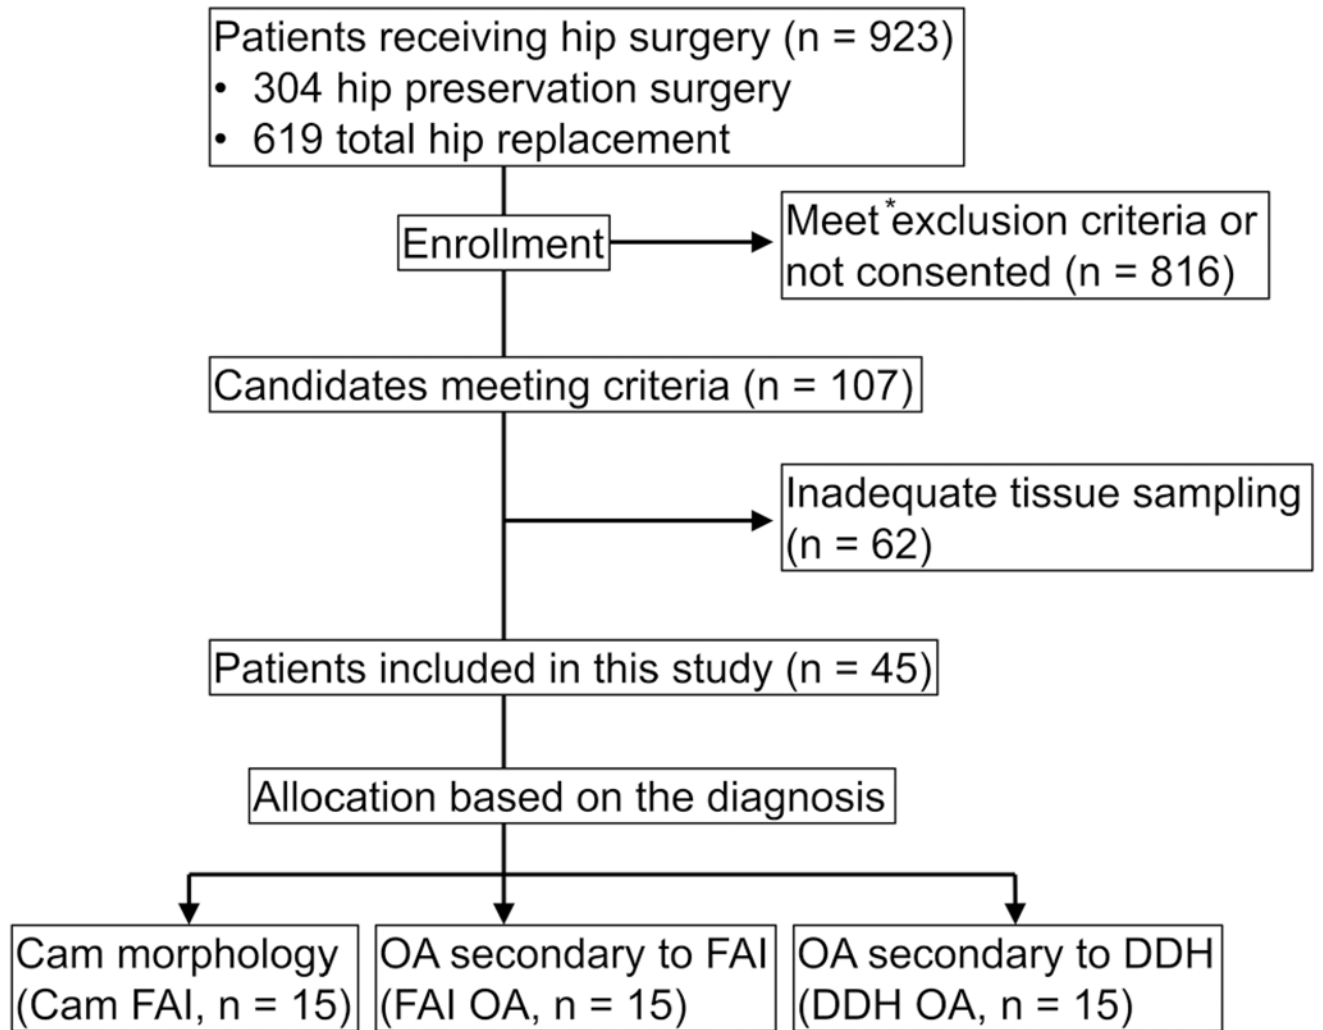 Patients receiving hip surgery (n = 923)
• 304 hip preservation surgery
• 619 total hip replacement
Enrollment
Meet *exclusion criteria or
not consented (n = 816)
Candidates meeting criteria (n = 107)
Inadequate tissue sampling
(n = 62)
Patients included in this study (n = 45)
Allocation based on the diagnosis
Cam morphology
(Cam FAI, n = 15)
OA secondary to FAI
(FAI OA, n = 15)
OA secondary to DDH
(DDH OA, n = 15)